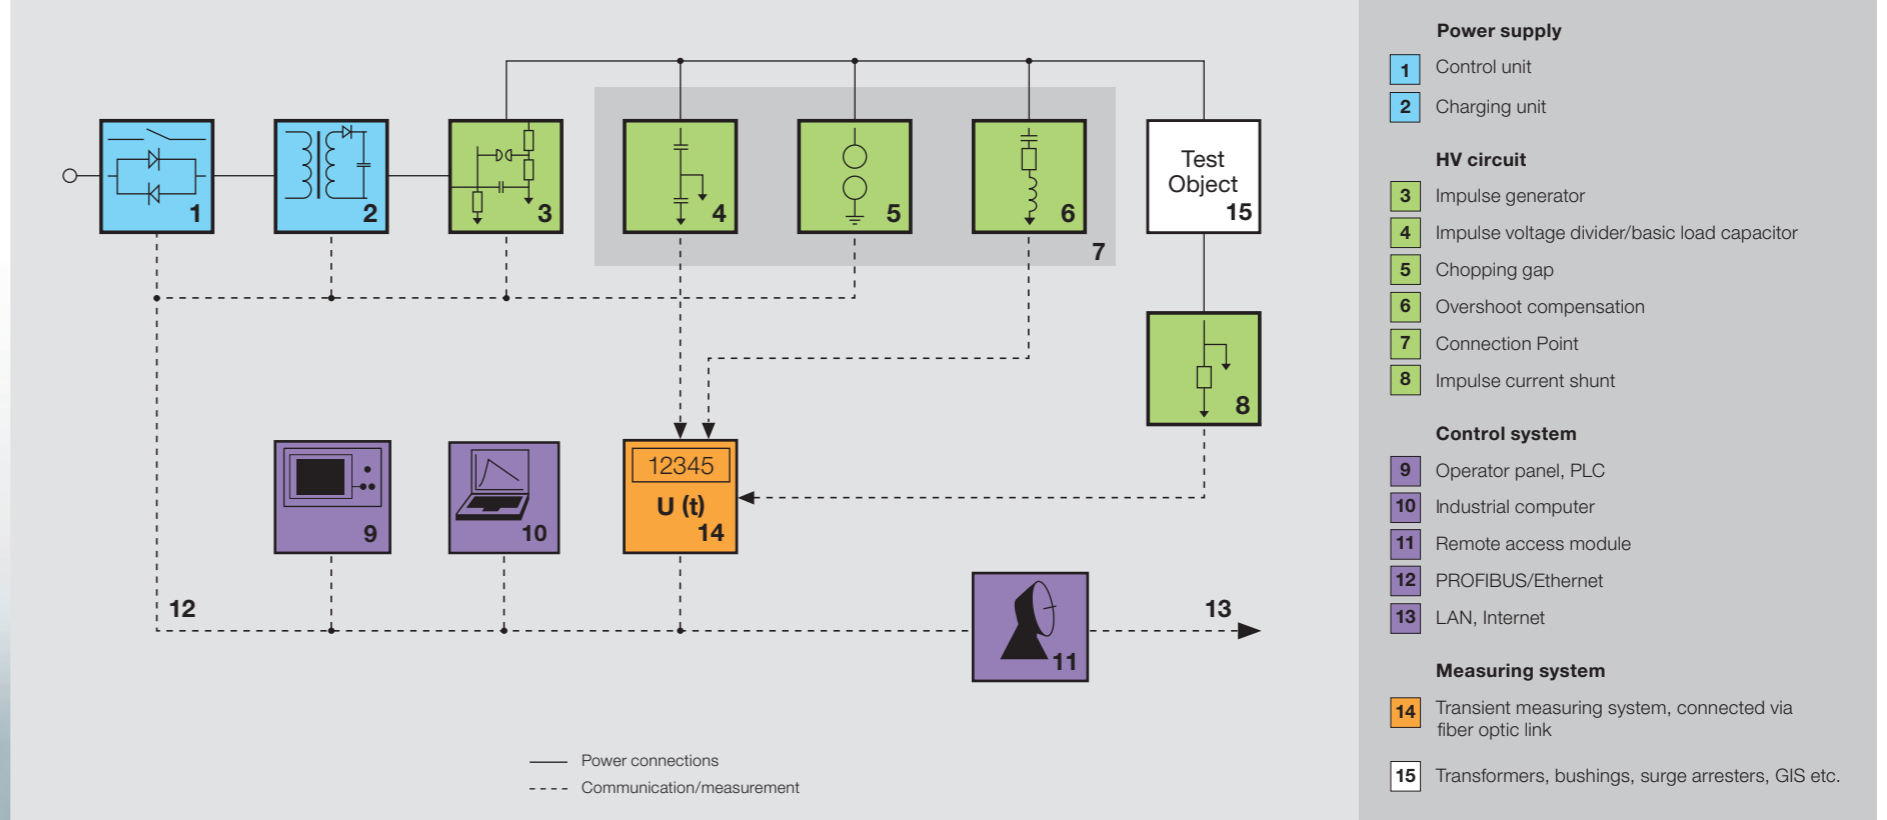 1
2
3
4
5
6
7
Test
Object
15
8
9
10
12345
U (t)
14
12
11
13
Power connections
Communication/measurement
Power supply
1 Control unit
2 Charging unit
HV circuit
3 Impulse generator
4 Impulse voltage divider/basic load capacitor
5 Chopping gap
6 Overshoot compensation
7 Connection Point
8 Impulse current shunt
Control system
9 Operator panel, PLC
10 Industrial computer
11 Remote access module
12 PROFIBUS/Ethernet
13 LAN, Internet
Measuring system
14 Transient measuring system, connected via
fiber optic link
15 Transformers, bushings, surge arresters, GIS etc.